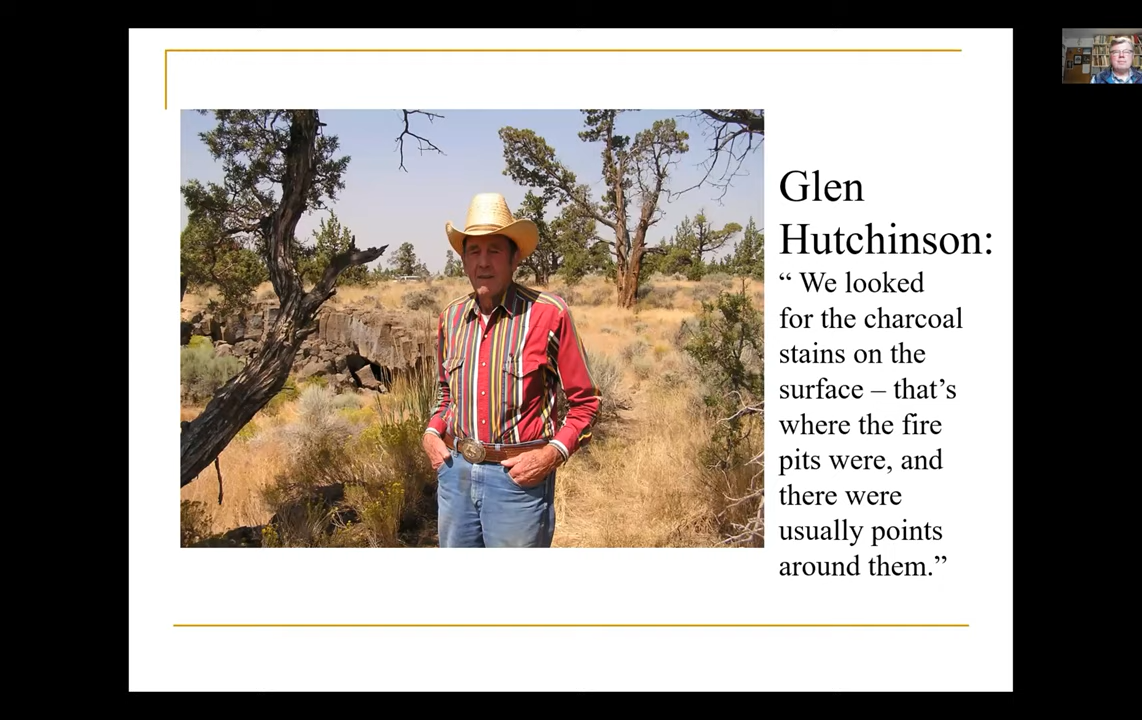 Glen
Hutchinson:
“ We looked
for the charcoal
stains on the
surface – that’s
where the fire
pits were, and
there were
usually points
around them.”